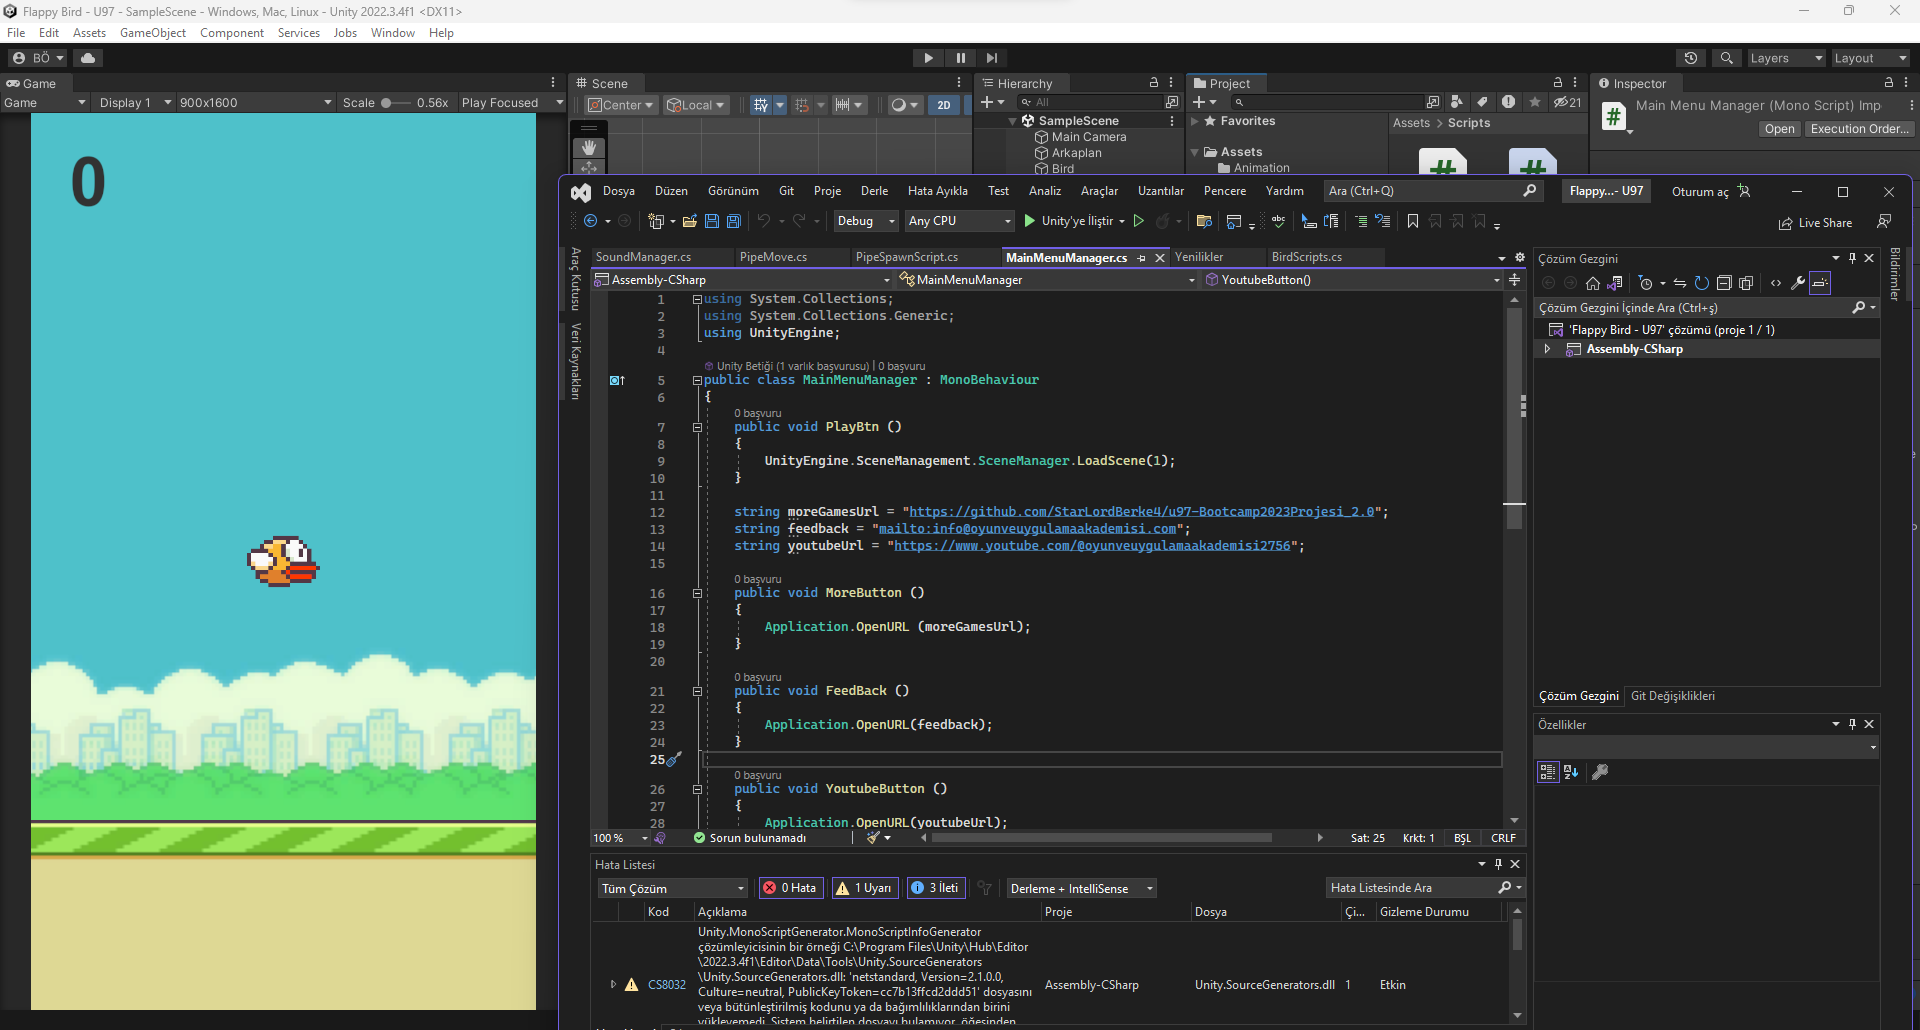 Flappy Bird - U97 - SampleScene - Windows, Mac, Linux - Unity 2022.3.4f1 <DX11>
File Edit Assets GameObject Component Services Jobs Window Help
BÖ
Layers Layout
Game
Game Display 1 900x1600 Scale 0.56x Play Focused
0
Scene
Center Local 2D
Hierarchy
All
SampleScene
Main Camera
Arkaplan
Bird
Project
21
Favorites
Assets
Animation
Assets > Scripts
Inspector
Main Menu Manager (Mono Script) Imp
Open Execution Order...
Dosya Düzen Görünüm Git Proje Derle Hata Ayıkla Test Analiz Araçlar Uzantılar Pencere Yardım Ara (Ctrl+Q) Flappy...- U97 Oturum aç
Debug Any CPU Unity'ye İliştir Live Share
Araç Kutusu
Veri Kaynakları
SoundManager.cs PipeMove.cs PipeSpawnScript.cs MainMenuManager.cs Yenilikler BirdScripts.cs
Assembly-CSharp MainMenuManager YoutubeButton()
1 using System.Collections;
2 using System.Collections.Generic;
3 using UnityEngine;
4
Unity Betiği (1 varlık başvurusu) | 0 başvuru
5 public class MainMenuManager : MonoBehaviour
6 {
0 başvuru
7 public void PlayBtn ()
8 {
9 UnityEngine.SceneManagement.SceneManager.LoadScene(1);
10 }
11
12 string moreGamesUrl = "https://github.com/StarLordBerke4/u97-Bootcamp2023Projesi_2.0";
13 string feedback = "mailto:info@oyunveuygulamaakademisi.com";
14 string youtubeUrl = "https://www.youtube.com/@oyunveuygulamaakademisi2756";
15
0 başvuru
16 public void MoreButton ()
17 {
18 Application.OpenURL (moreGamesUrl);
19 }
20
0 başvuru
21 public void FeedBack ()
22 {
23 Application.OpenURL(feedback);
24 }
25
0 başvuru
26 public void YoutubeButton ()
27 {
28 Application.OpenURL(youtubeUrl);
100 % Sorun bulunamadı Sat: 25 Krkt: 1 BŞL CRLF
Hata Listesi
Tüm Çözüm 0 Hata 1 Uyarı 3 İleti Derleme + IntelliSense Hata Listesinde Ara
Kod Açıklama Proje Dosya Çi... Gizleme Durumu
Unity.MonoScriptGenerator.MonoScriptInfoGenerator
çözümleyicisinin bir örneği C:\Program Files\Unity\Hub\Editor
\2022.3.4f1\Editor\Data\Tools\Unity.SourceGenerators
\Unity.SourceGenerators.dll: 'netstandard, Version=2.1.0.0,
CS8032 Culture=neutral, PublicKeyToken=cc7b13ffcd2ddd51' dosyasını Assembly-CSharp Unity.SourceGenerators.dll 1 Etkin
veya bütünleştirilmiş kodunu ya da bağımlılıklarından birini
yükleyemedi. Sistem belirtilen dosyayı bulamıyor. öğesinden
Çözüm Gezgini
Çözüm Gezgini İçinde Ara (Ctrl+ş)
'Flappy Bird - U97' çözümü (proje 1 / 1)
Assembly-CSharp
Çözüm Gezgini Git Değişiklikleri
Özellikler
Bildirimler